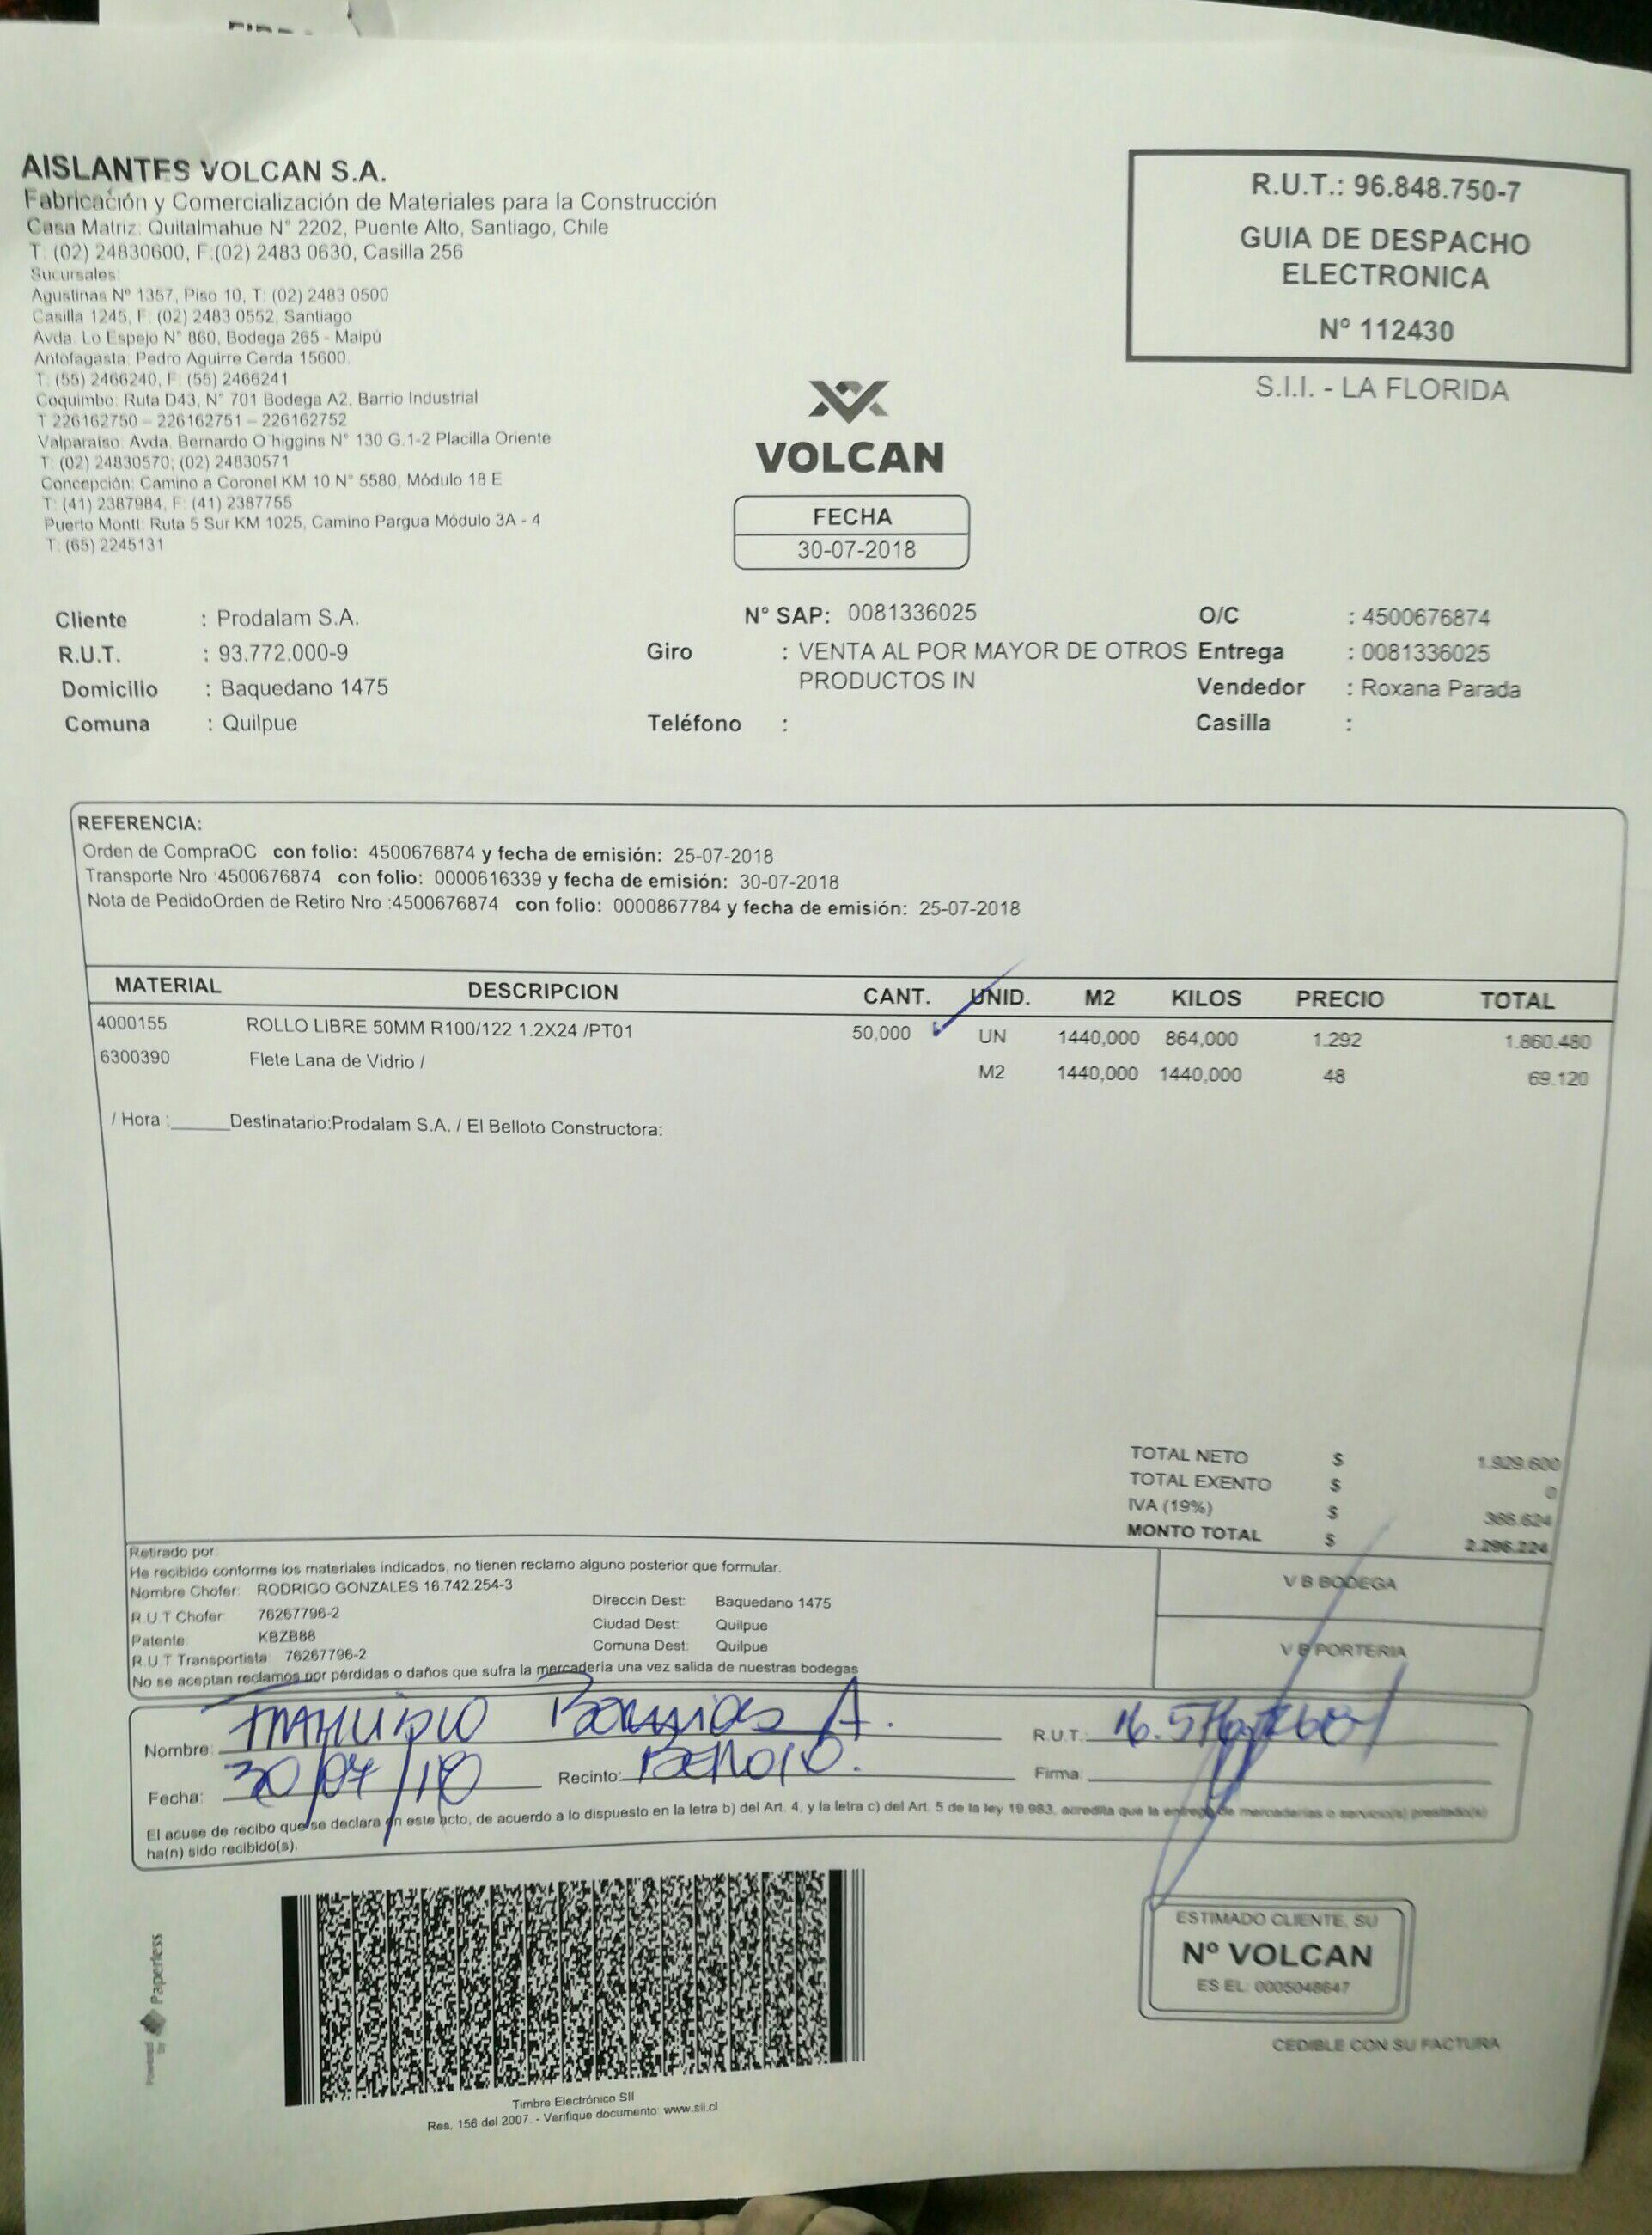 AISLANTES VOLCAN S.A.
Fabricación y Comercialización de Materiales para la Construcción
Casa Matriz: Quitalmahue N° 2202, Puente Alto, Santiago, Chile
T. (02) 24830600, F.(02) 2483 0630, Casilla 256
Sucursales:
Agustinas Nº 1357, Piso 10, T: (02) 2483 0500
Casilla 1245, F: (02) 2483 0552, Santiago
Avda. Lo Espejo N° 860, Bodega 265 - Maipú
Antofagasta: Pedro Aguirre Cerda 15600.
T: (55) 2466240, F: (55) 2466241
Coquimbo: Ruta D43, N° 701 Bodega A2, Barrio Industrial
T 226162750 – 226162751 – 226162752
Valparaíso: Avda. Bernardo O´higgins N° 130 G.1-2 Placilla Oriente
T: (02) 24830570; (02) 24830571
Concepción: Camino a Coronel KM 10 N° 5580, Módulo 18 E
T: (41) 2387984, F: (41) 2387755
Puerto Montt: Ruta 5 Sur KM 1025, Camino Pargua Módulo 3A - 4
T: (65) 2245131
R.U.T.: 96.848.750-7
GUIA DE DESPACHO
ELECTRONICA
Nº 112430
S.I.I. - LA FLORIDA
VOLCAN
FECHA
30-07-2018
Cliente : Prodalam S.A. N° SAP: 0081336025 O/C : 4500676874
R.U.T. : 93.772.000-9 Giro : VENTA AL POR MAYOR DE OTROS Entrega : 0081336025
PRODUCTOS IN
Domicilio : Baquedano 1475 Vendedor : Roxana Parada
Comuna : Quilpue Teléfono : Casilla :
REFERENCIA:
Orden de CompraOC con folio: 4500676874 y fecha de emisión: 25-07-2018
Transporte Nro :4500676874 con folio: 0000616339 y fecha de emisión: 30-07-2018
Nota de PedidoOrden de Retiro Nro :4500676874 con folio: 0000867784 y fecha de emisión: 25-07-2018
MATERIAL DESCRIPCION CANT. UNID. M2 KILOS PRECIO TOTAL
4000155 ROLLO LIBRE 50MM R100/122 1.2X24 /PT01 50,000 UN 1440,000 864,000 1.292 1.860.480
6300390 Flete Lana de Vidrio / M2 1440,000 1440,000 48 69.120
/ Hora :______Destinatario:Prodalam S.A. / El Belloto Constructora:
TOTAL NETO $ 1.929.600
TOTAL EXENTO $ 0
IVA (19%) $ 366.624
MONTO TOTAL $ 2.296.224
Retirado por:
He recibido conforme los materiales indicados, no tienen reclamo alguno posterior que formular.
Nombre Chofer: RODRIGO GONZALES 16.742.254-3
R.U.T Chofer: 76267796-2 Direccin Dest: Baquedano 1475
Patente: KBZB88 Ciudad Dest: Quilpue
R.U.T Transportista 76267796-2 Comuna Dest: Quilpue
No se aceptan reclamos por pérdidas o daños que sufra la mercadería una vez salida de nuestras bodegas
V B BODEGA
V B PORTERIA
Nombre: A. R.U.T.
Fecha: 30/07/18 Recinto: Firma:
El acuse de recibo que se declara en este acto, de acuerdo a lo dispuesto en la letra b) del Art. 4, y la letra c) del Art. 5 de la ley 19.983, acredita que la entrega de mercaderias o servicio(s) prestado(s)
ha(n) sido recibido(s).
Powered by Paperless
Timbre Electrónico SII
Res. 156 del 2007. - Verifique documento: www.sii.cl
ESTIMADO CLIENTE, SU
Nº VOLCAN
ES EL: 0005048647
CEDIBLE CON SU FACTURA